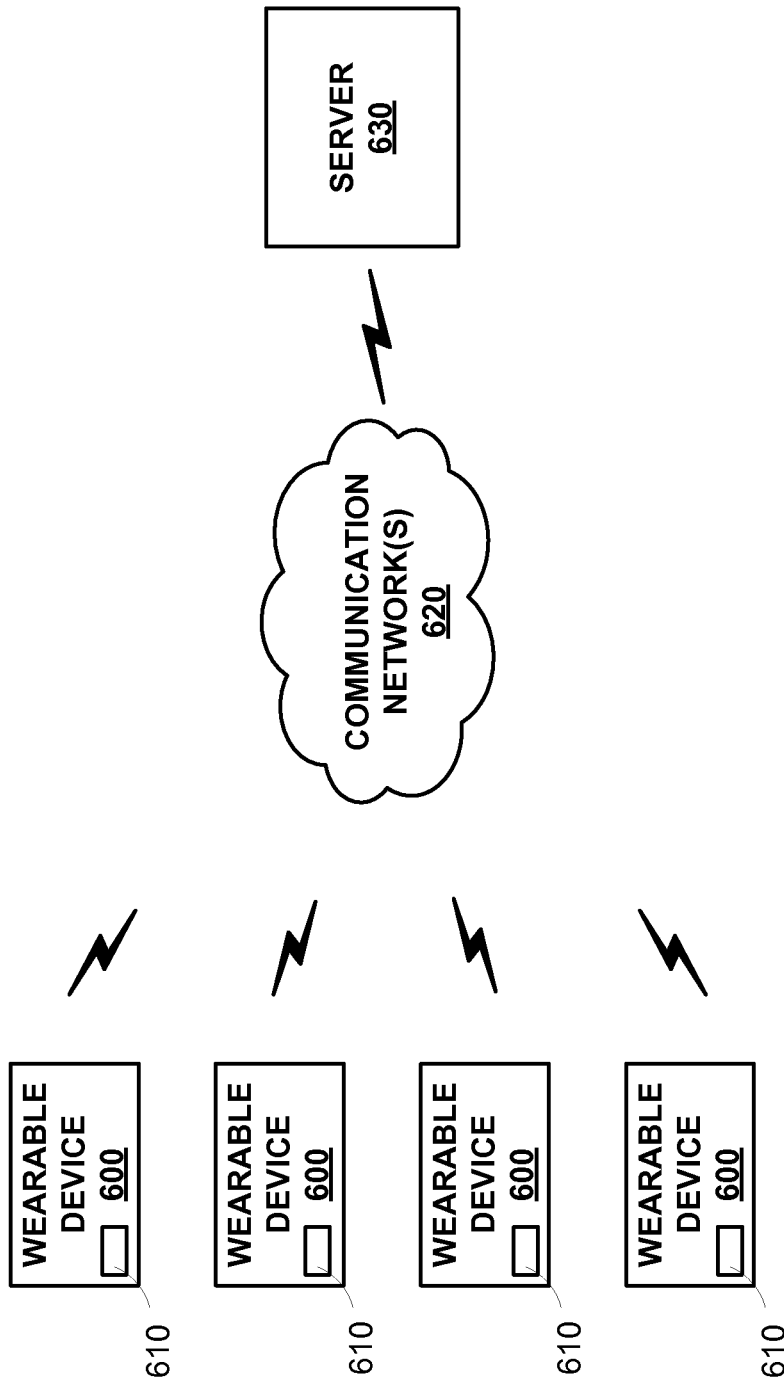 WEARABLE
DEVICE
600
610
WEARABLE
DEVICE
600
610
WEARABLE
DEVICE
600
610
WEARABLE
DEVICE
600
610
COMMUNICATION
NETWORK(S)
620
SERVER
630